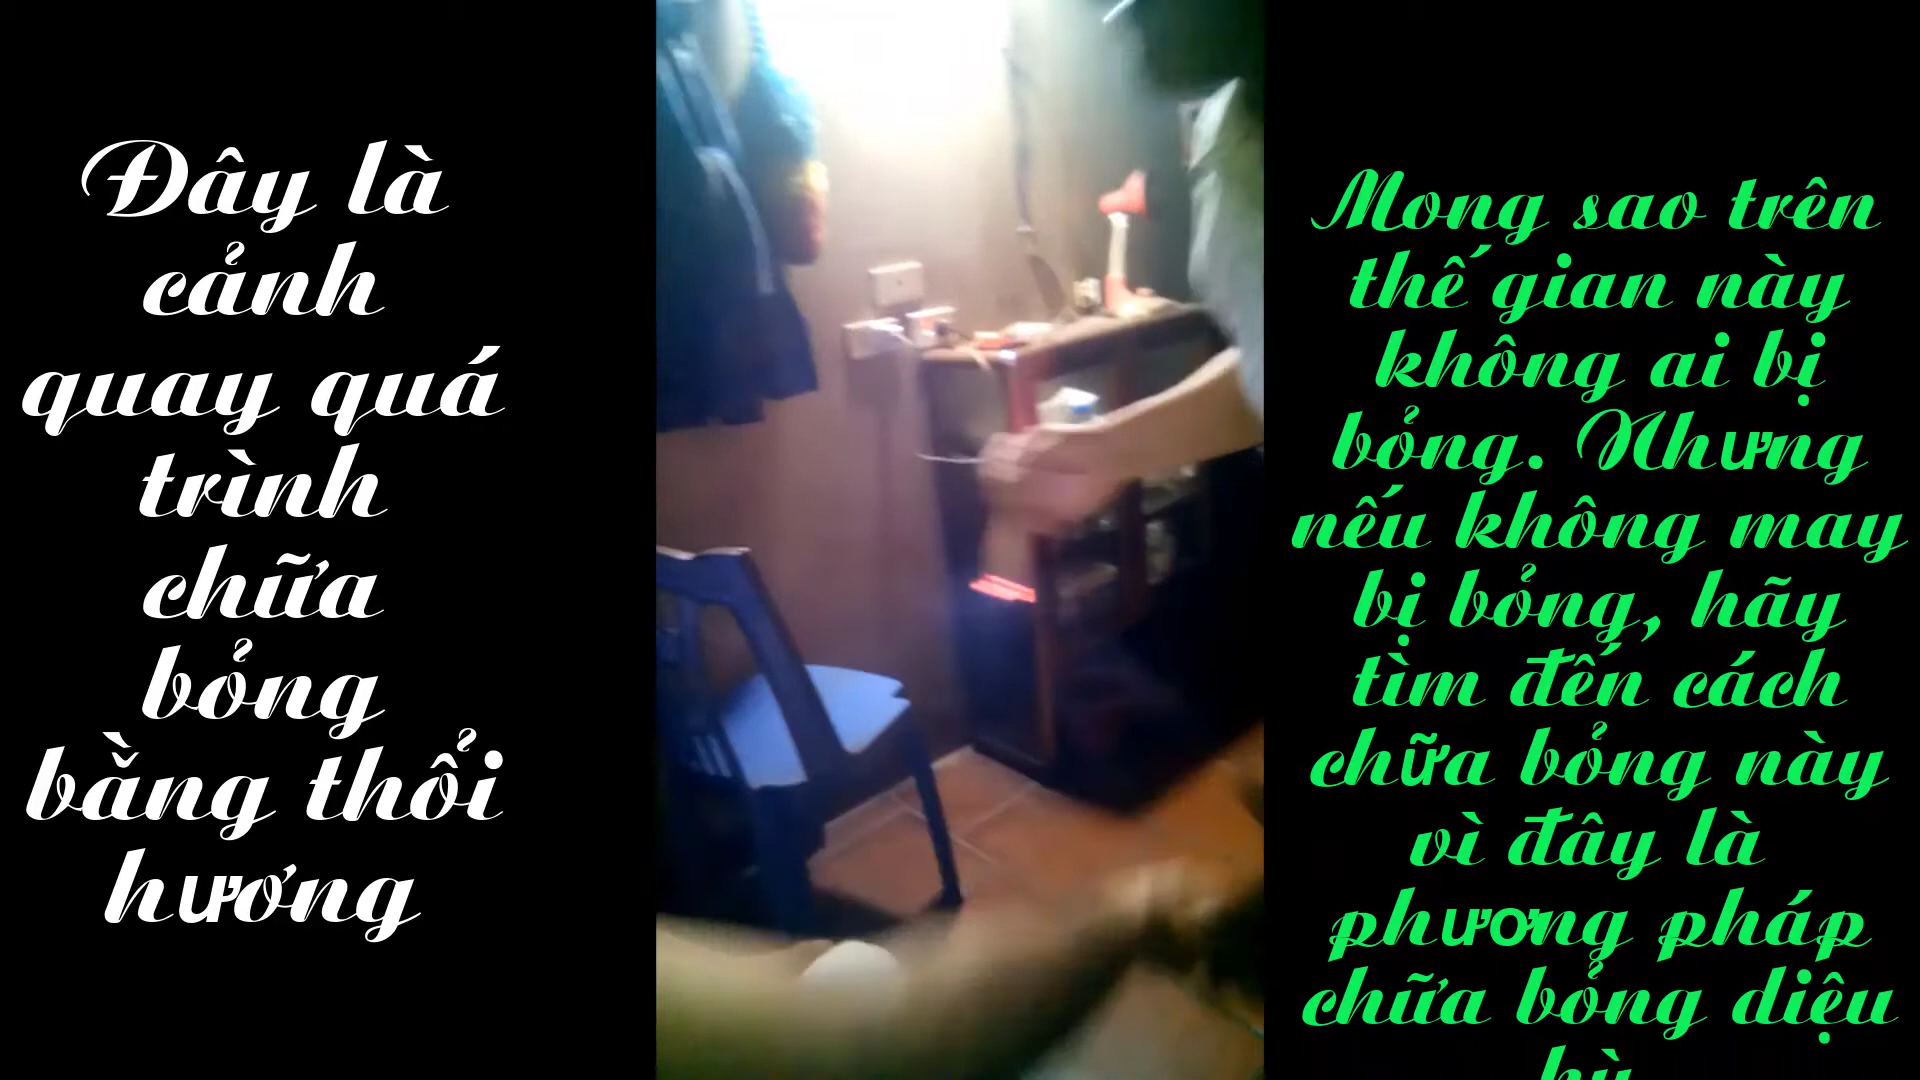 Đây là
cảnh
quay quá
trình
chữa
bỏng
bằng thổi
hương
Mong sao trên
thế gian này
không ai bị
bỏng. Nhưng
nếu không may
bị bỏng, hãy
tìm đến cách
chữa bỏng này
vì đây là
phương pháp
chữa bỏng diệu
kỳ